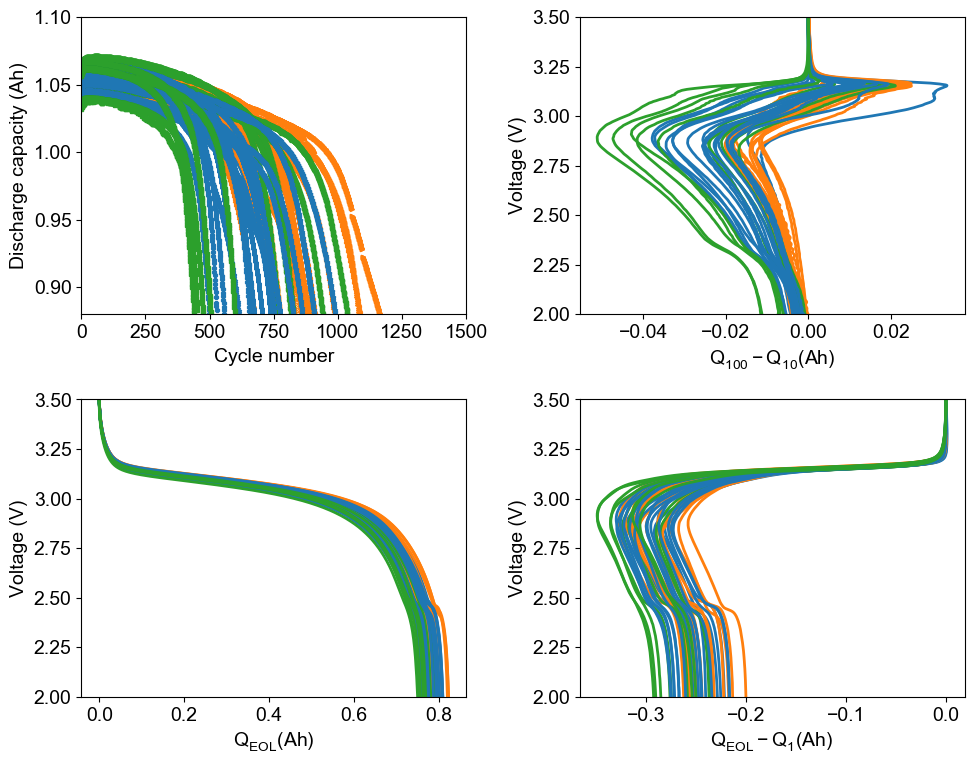 1.10
1.05
1.00
0.95
0.90
Discharge capacity (Ah)
0 250 500 750 1000 1250 1500
Cycle number
3.50
3.25
3.00
2.75
2.50
2.25
2.00
Voltage (V)
−0.04 −0.02 0.00 0.02
Q100 − Q10(Ah)
3.50
3.25
3.00
2.75
2.50
2.25
2.00
Voltage (V)
0.0 0.2 0.4 0.6 0.8
QEOL(Ah)
3.50
3.25
3.00
2.75
2.50
2.25
2.00
Voltage (V)
−0.3 −0.2 −0.1 0.0
QEOL − Q1(Ah)